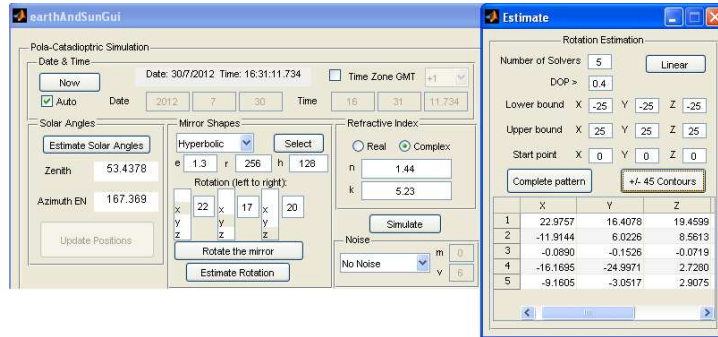 earthAndSunGui
Pola-Catadioptric Simulation
Date & Time
Now
Date: 30/7/2012 Time: 16:31:11.734
Time Zone GMT +1
Auto Date 2012 7 30 Time 16 31 11.734
Solar Angles
Estimate Solar Angles
Zenith 53.4378
Azimuth EN 167.369
Update Positions
Mirror Shapes
Hyperbolic Select
e 1.3 r 256 h 128
Rotation (left to right):
x 22 x 17 x 20
y y y
z z z
Rotate the mirror
Estimate Rotation
Refractive Index
Real Complex
n 1.44
k 5.23
Simulate
Noise
No Noise m 0
v 6
Estimate
Rotation Estimation
Number of Solvers 5 Linear
DOP > 0.4
Lower bound X -25 Y -25 Z -25
Upper bound X 25 Y 25 Z 25
Start point X 0 Y 0 Z 0
Complete pattern +/- 45 Contours
X Y Z
1 22.9757 16.4078 19.4599
2 -11.9144 6.0226 8.5613
3 -0.0890 -0.1526 -0.0719
4 -16.1695 -24.9971 2.7280
5 -9.1605 -3.0517 2.9075